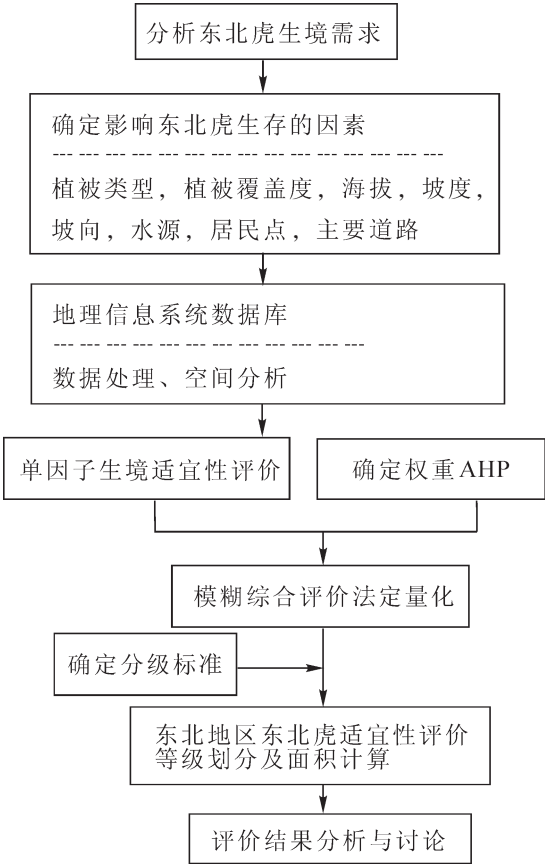 分析东北虎生境需求
确定影响东北虎生存的因素
植被类型，植被覆盖度，海拔，坡度，
坡向，水源，居民点，主要道路
地理信息系统数据库
数据处理、空间分析
单因子生境适宜性评价
确定权重AHP
模糊综合评价法定量化
确定分级标准
东北地区东北虎适宜性评价
等级划分及面积计算
评价结果分析与讨论